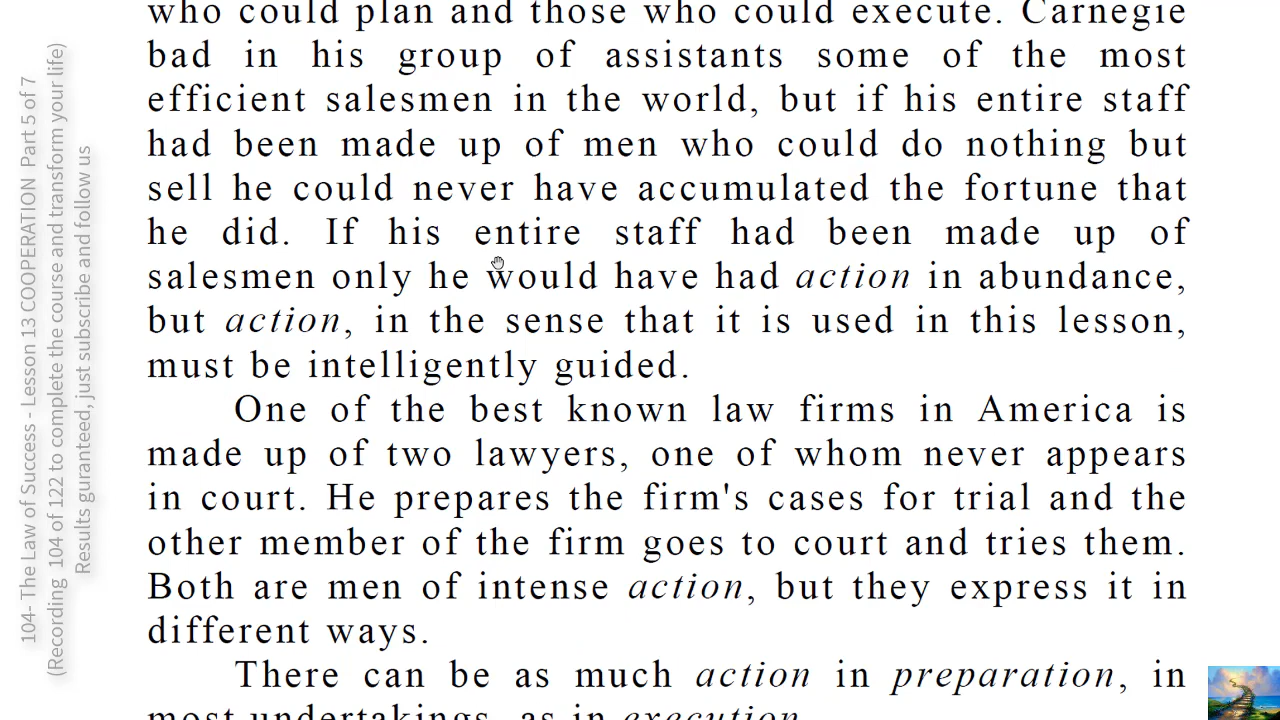 who could plan and those who could execute. Carnegie
bad in his group of assistants some of the most
efficient salesmen in the world, but if his entire staff
had been made up of men who could do nothing but
sell he could never have accumulated the fortune that
he did. If his entire staff had been made up of
salesmen only he would have had action in abundance,
but action, in the sense that it is used in this lesson,
must be intelligently guided.
One of the best known law firms in America is
made up of two lawyers, one of whom never appears
in court. He prepares the firm's cases for trial and the
other member of the firm goes to court and tries them.
Both are men of intense action, but they express it in
different ways.
There can be as much action in preparation, in
most undertakings, as in execution.
104- The Law of Success - Lesson 13 COOPERATION Part 5 of 7
(Recording 104 of 122 to complete the course and transform your life)
Results guranteed, just subscribe and follow us